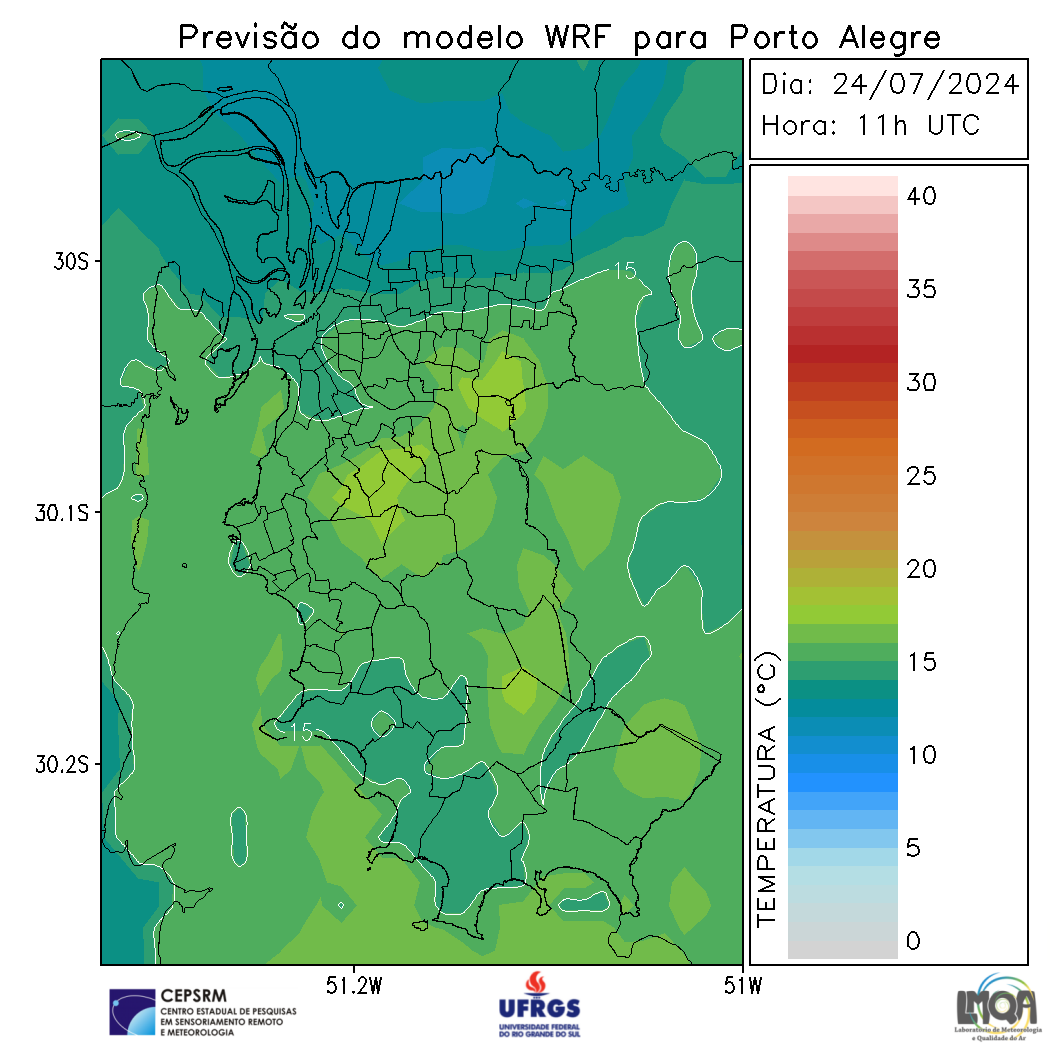 Previsão do modelo WRF para Porto Alegre
Dia: 24/07/2024
Hora: 11h UTC
40
35
30
25
20
15
10
5
0
TEMPERATURA (°C)
15
15
30S
30.1S
30.2S
51.2W
51W
CEPSRM
CENTRO ESTADUAL DE PESQUISAS
EM SENSORIAMENTO REMOTO
E METEOROLOGIA
UFRGS
UNIVERSIDADE FEDERAL
DO RIO GRANDE DO SUL
LMQA
Laboratório de Meteorologia
e Qualidade do Ar